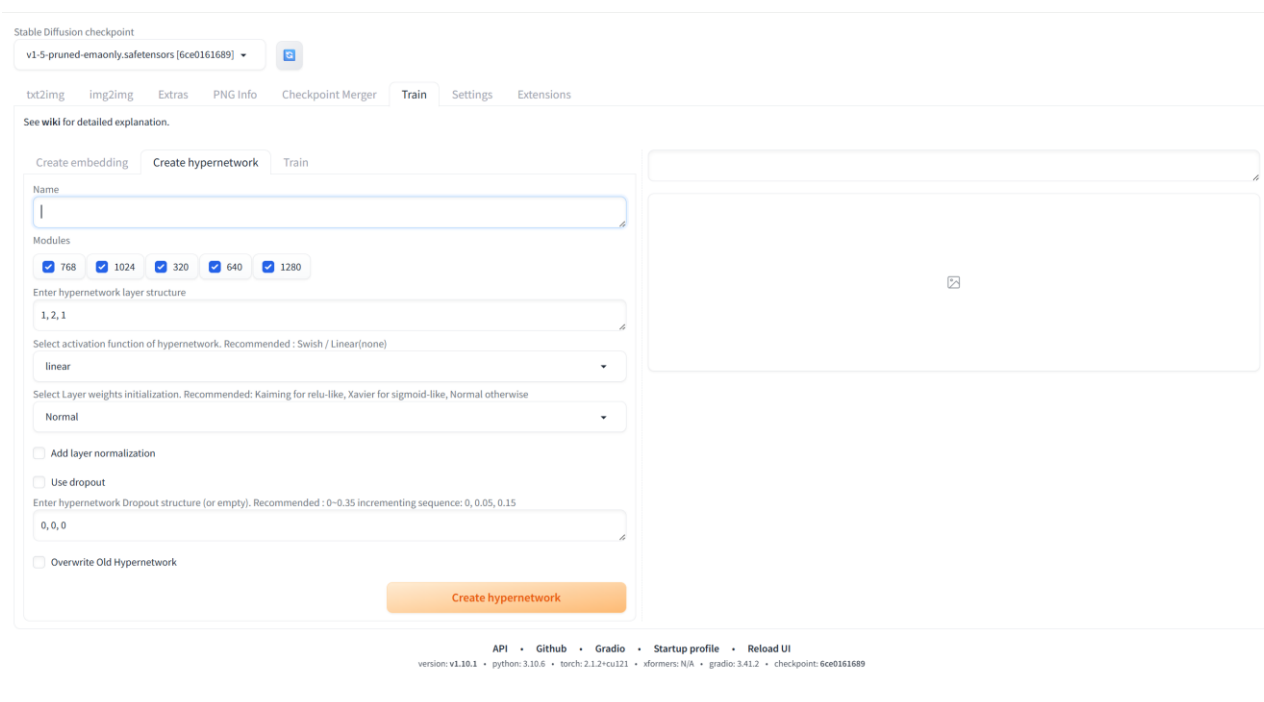 Stable Diffusion checkpoint
v1-5-pruned-emaonly.safetensors [6ce0161689]
txt2img img2img Extras PNG Info Checkpoint Merger Train Settings Extensions
See wiki for detailed explanation.
Create embedding Create hypernetwork Train
Name
Modules
768 1024 320 640 1280
Enter hypernetwork layer structure
1, 2, 1
Select activation function of hypernetwork. Recommended : Swish / Linear(none)
linear
Select Layer weights initialization. Recommended: Kaiming for relu-like, Xavier for sigmoid-like, Normal otherwise
Normal
Add layer normalization
Use dropout
Enter hypernetwork Dropout structure (or empty). Recommended : 0~0.35 incrementing sequence: 0, 0.05, 0.15
0, 0, 0
Overwrite Old Hypernetwork
Create hypernetwork
API • Github • Gradio • Startup profile • Reload UI
version: v1.10.1 • python: 3.10.6 • torch: 2.1.2+cu121 • xformers: N/A • gradio: 3.41.2 • checkpoint: 6ce0161689